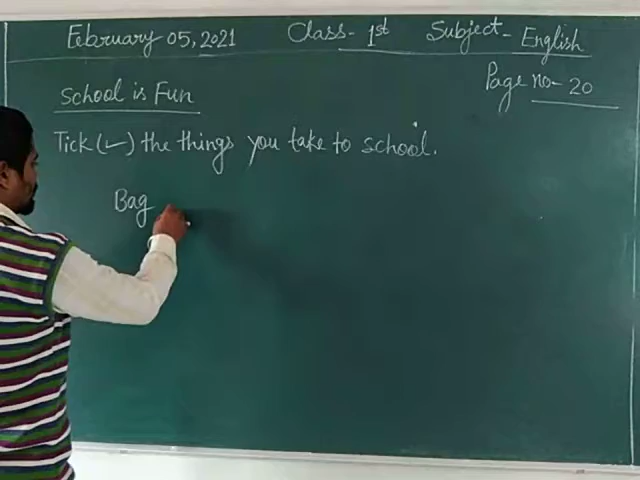 February 05, 2021 Class- 1st Subject- English
Page no- 20
School is Fun
Tick (✓) the things you take to school.
Bag